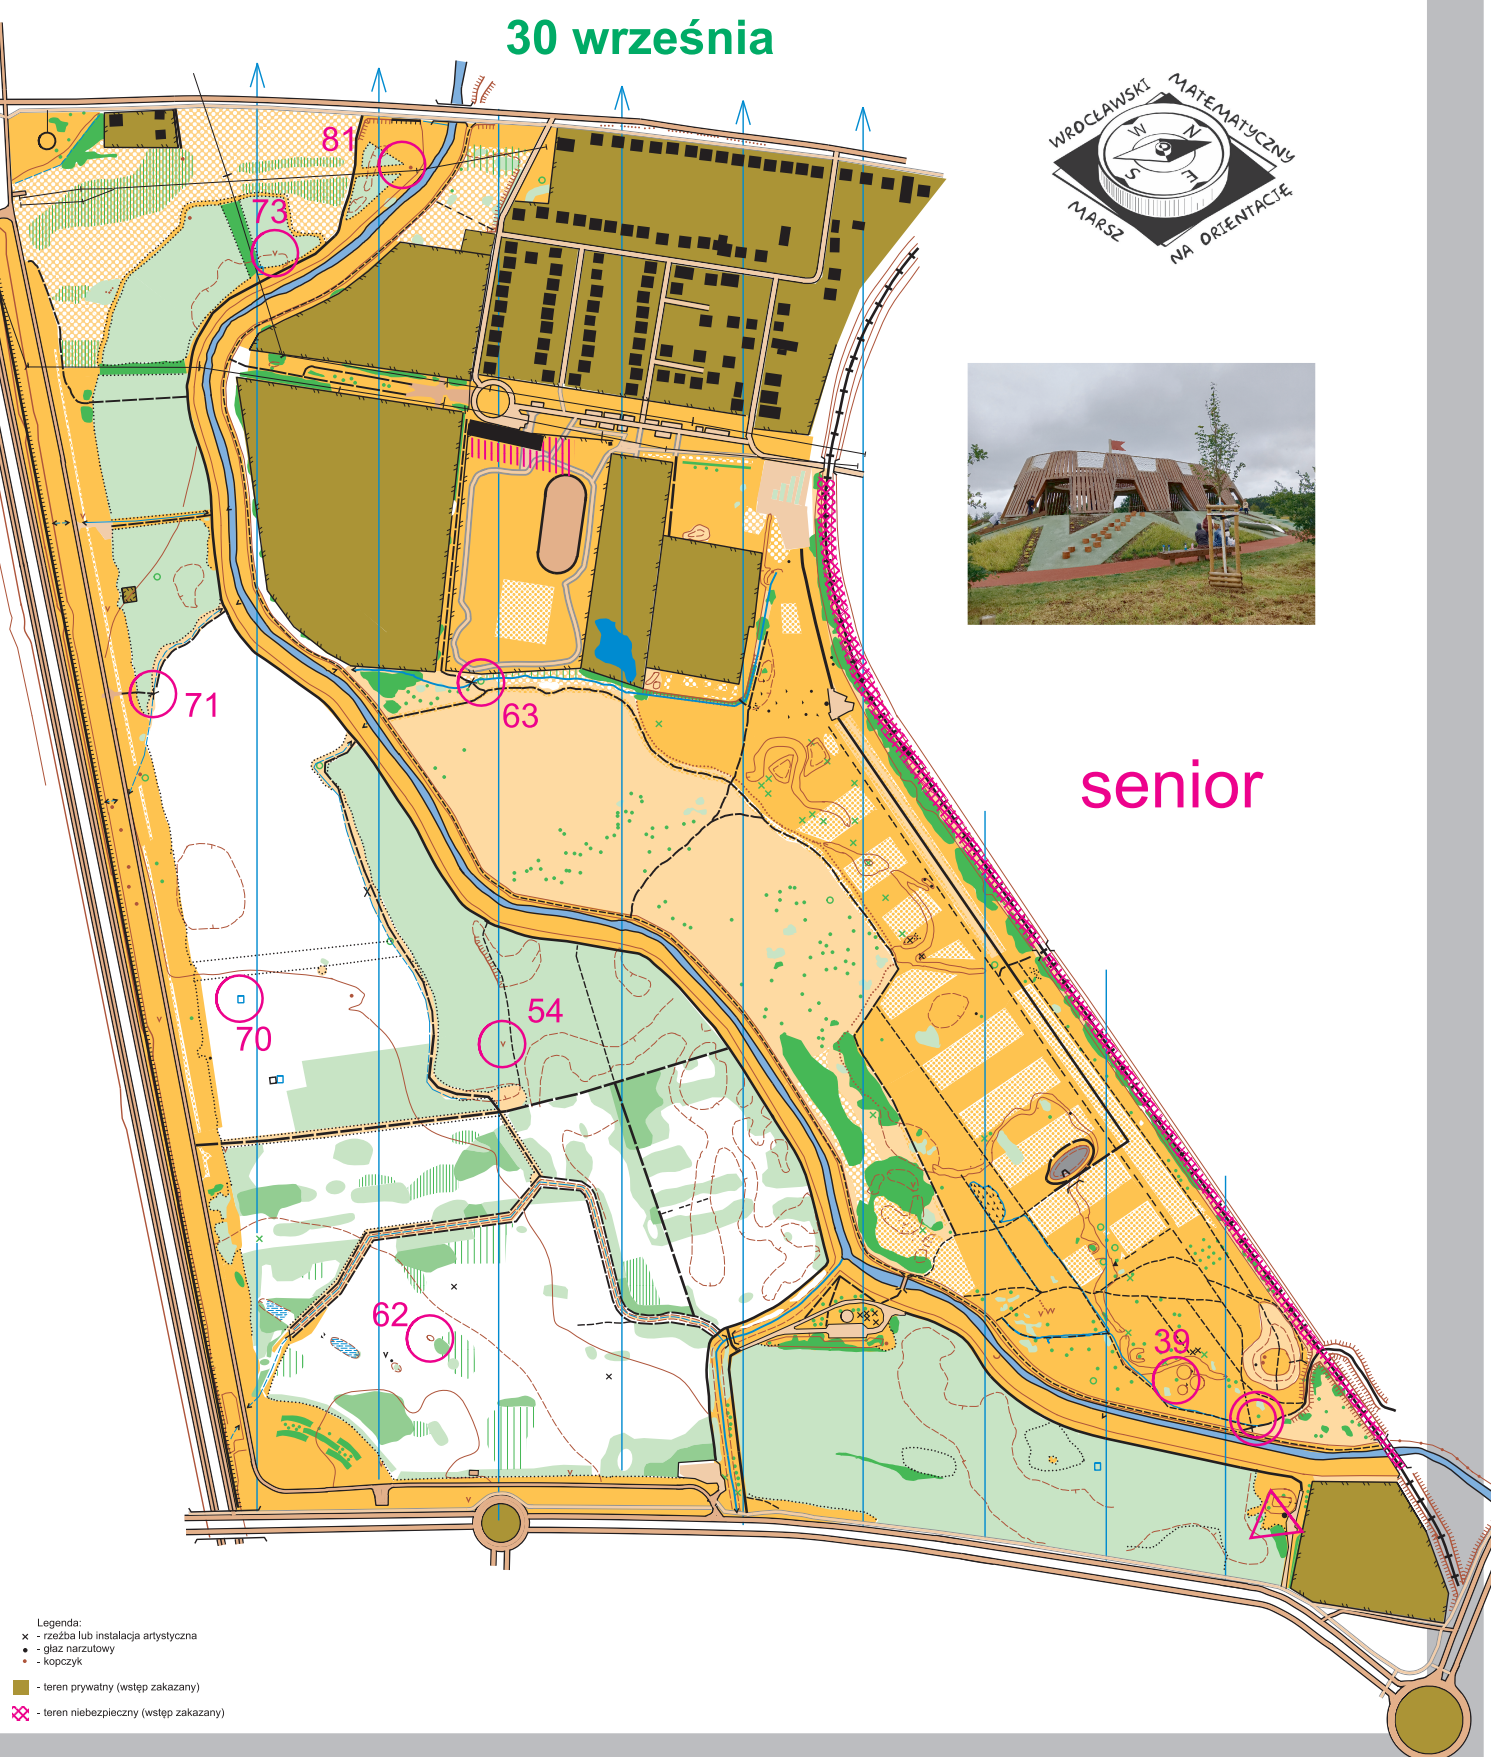 30 września
WROCŁAWSKI
MATEMATYCZNY
N
W
E
S
MARSZ
NA ORIENTACJĘ
81
73
71
63
senior
70
54
62
39
Legenda:
- rzeźba lub instalacja artystyczna
- głaz narzutowy
- kopczyk
- teren prywatny (wstęp zakazany)
- teren niebezpieczny (wstęp zakazany)